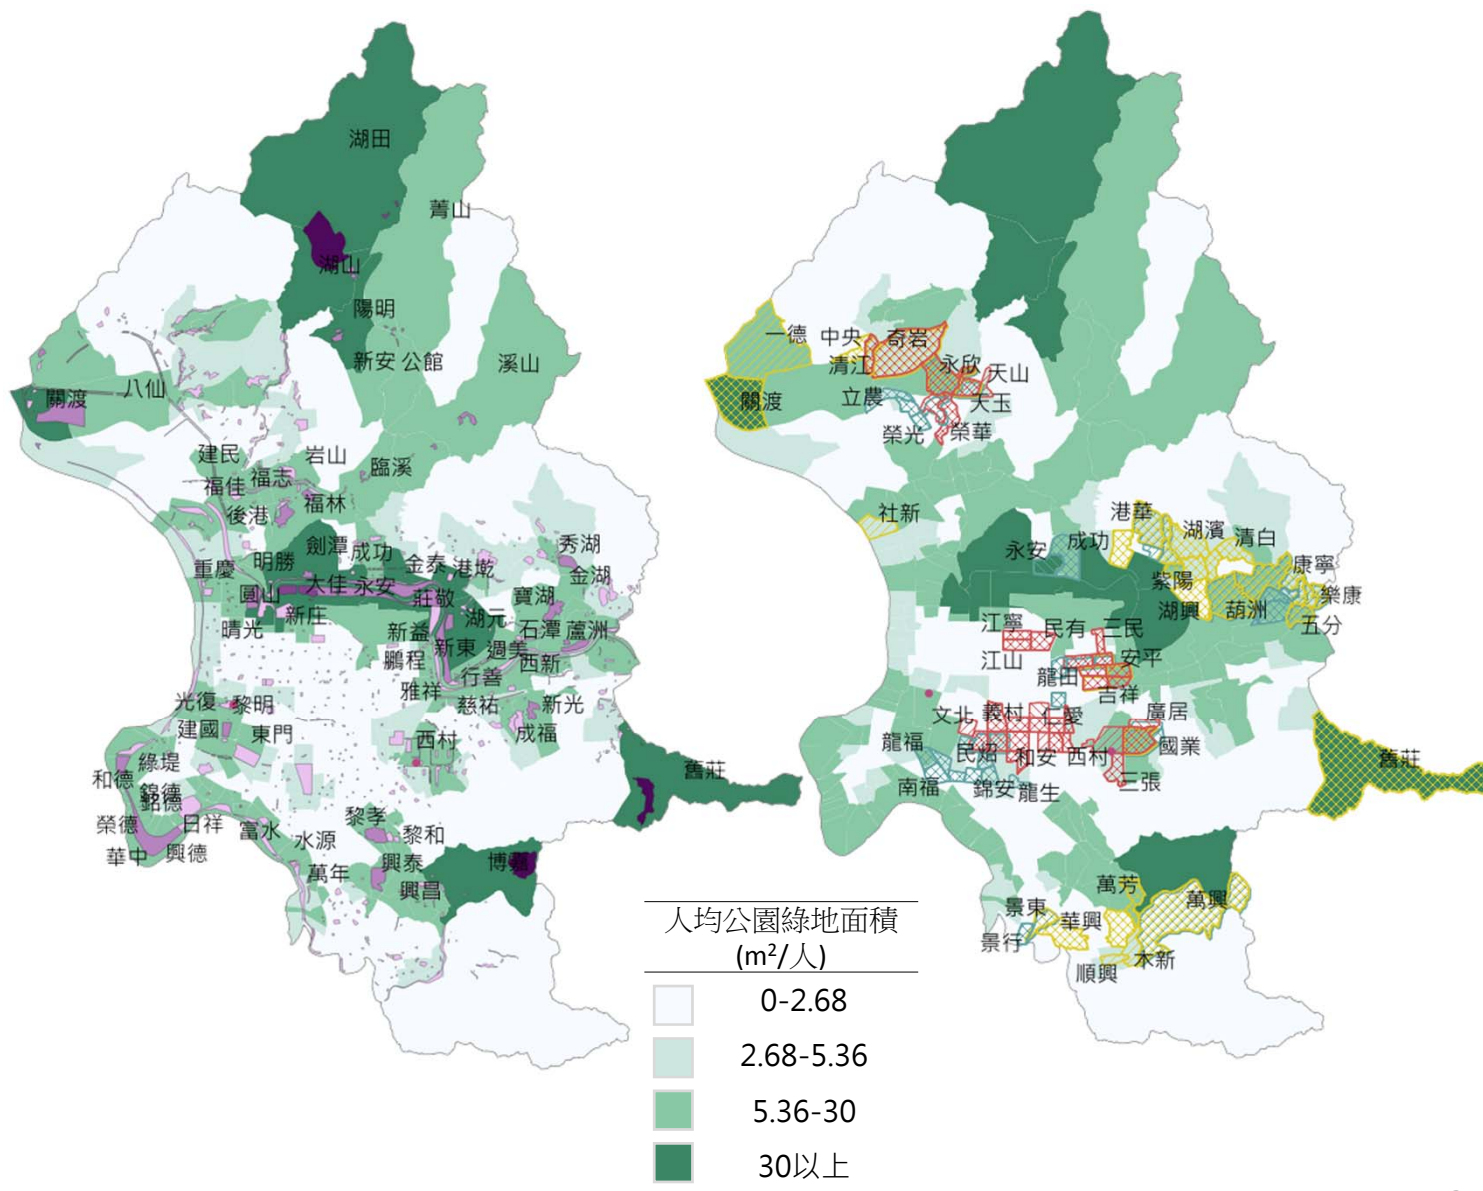 湖田
菁山
湖山
陽明
新安 公館
溪山
關渡
八仙
建民
岩山
福佳
福志
臨溪
福林
後港
劍潭
成功
秀湖
重慶
明勝
金泰
港墘
金湖
圓山
大佳
永安
莊敬
寶湖
晴光
新庄
湖元
新益
新東
石潭
蘆洲
鵬程
週美
西新
行善
雅祥
慈祐
新光
光復
黎明
建國
東門
西村
成福
綠堤
和德
錦德
銘德
舊莊
榮德
日祥
富水
黎孝
華中
興德
水源
黎和
萬年
興泰
博嘉
興昌
一德
中央
奇岩
清江
永欣
天山
關渡
立農
天玉
榮光
榮華
社新
港華
湖濱
清白
永安
成功
康寧
紫陽
樂康
湖興
葫洲
五分
江寧
民有
三民
江山
安平
龍田
吉祥
文北
義村
仁愛
廣居
龍福
民炤
和安
西村
國業
舊莊
南福
錦安
龍生
三張
萬芳
萬興
景東
華興
景行
順興
木新
人均公園綠地面積
(m²/人)
0-2.68
2.68-5.36
5.36-30
30以上